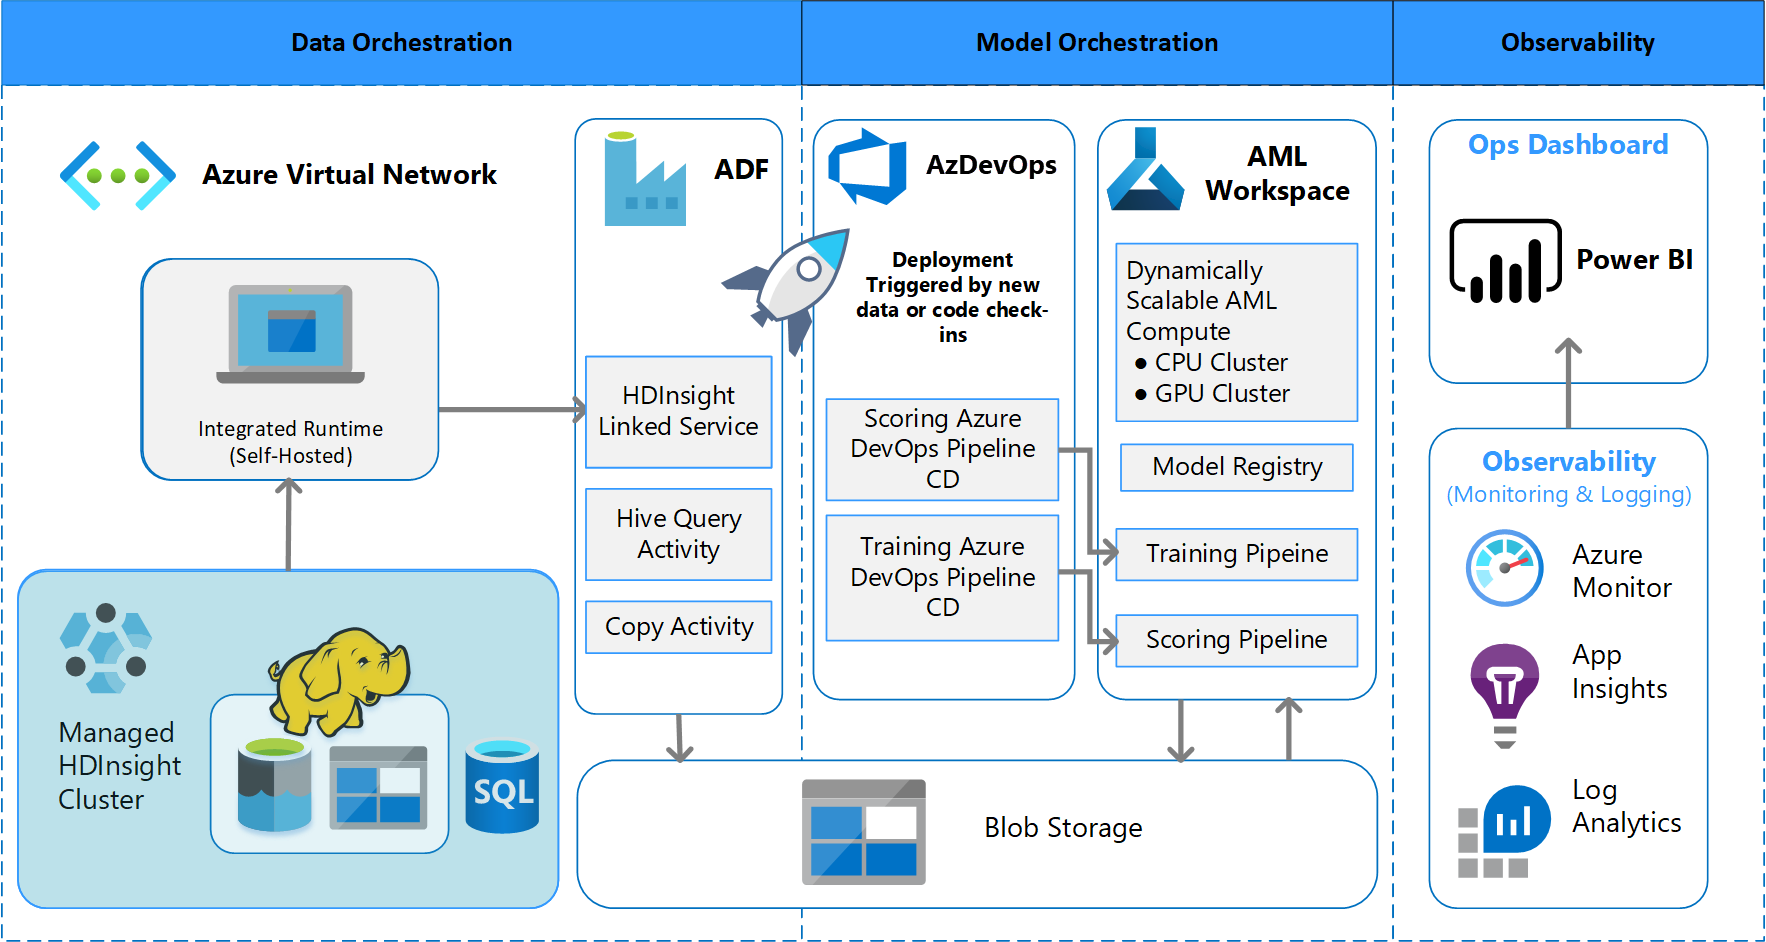 Data Orchestration
Model Orchestration
Observability
Azure Virtual Network
Integrated Runtime
(Self-Hosted)
Managed
HDInsight
Cluster
SQL
ADF
HDInsight
Linked Service
Hive Query
Activity
Copy Activity
AzDevOps
Deployment
Triggered by new
data or code check-
ins
Scoring Azure
DevOps Pipeline
CD
Training Azure
DevOps Pipeline
CD
AML
Workspace
Dynamically
Scalable AML
Compute
● CPU Cluster
● GPU Cluster
Model Registry
Training Pipeine
Scoring Pipeline
Blob Storage
Ops Dashboard
Power BI
Observability
(Monitoring & Logging)
Azure
Monitor
App
Insights
Log
Analytics